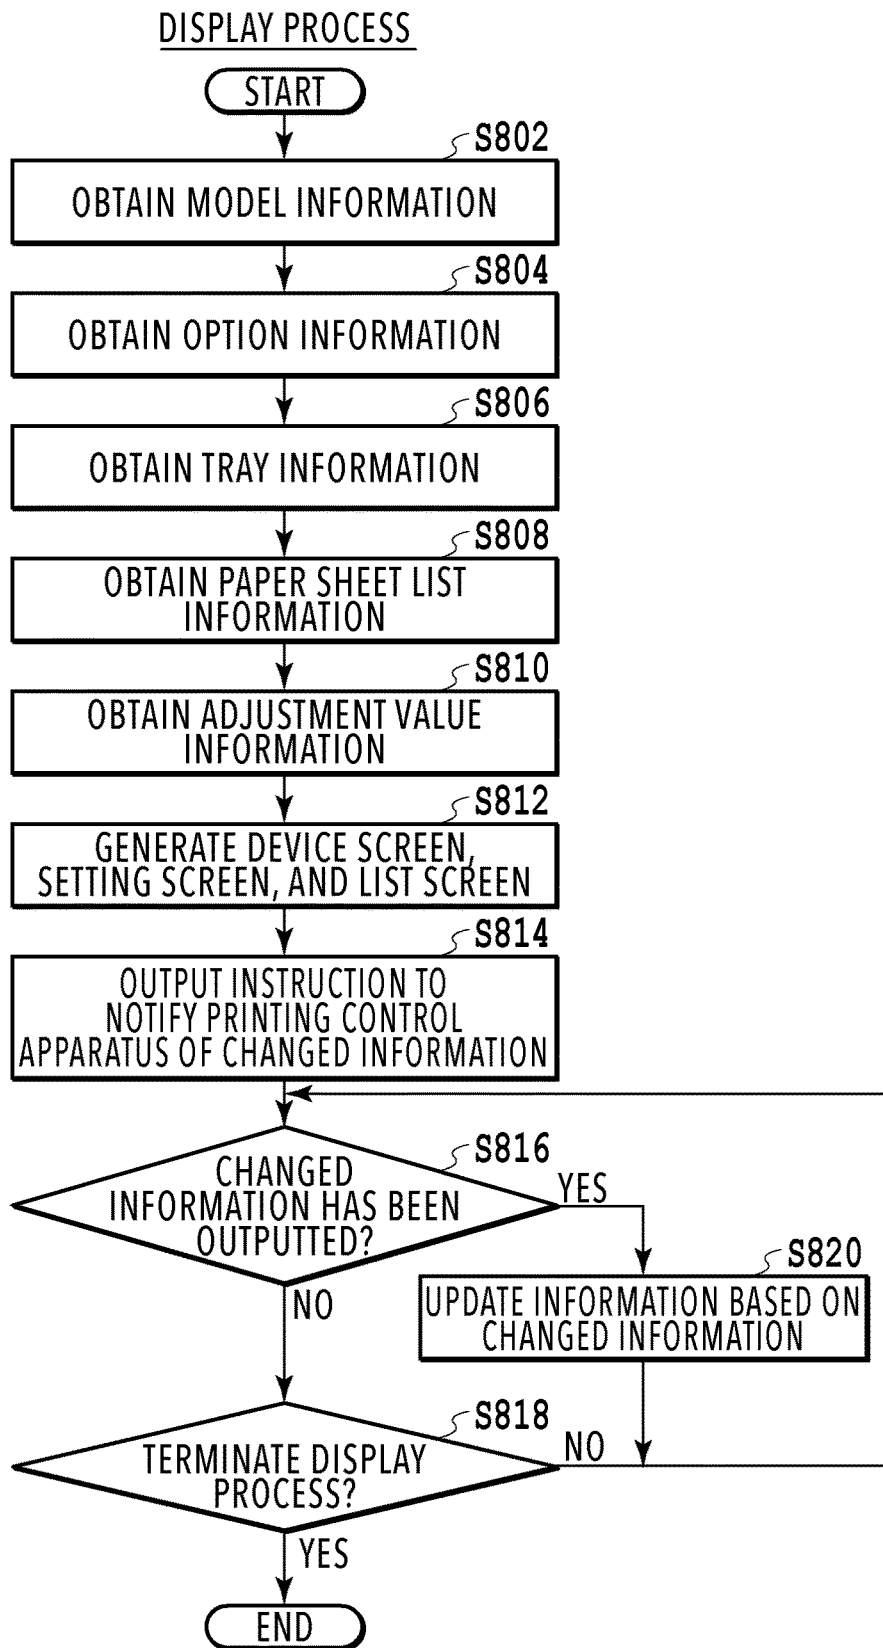 DISPLAY PROCESS
START
S802
OBTAIN MODEL INFORMATION
S804
OBTAIN OPTION INFORMATION
S806
OBTAIN TRAY INFORMATION
S808
OBTAIN PAPER SHEET LIST
INFORMATION
S810
OBTAIN ADJUSTMENT VALUE
INFORMATION
S812
GENERATE DEVICE SCREEN,
SETTING SCREEN, AND LIST SCREEN
S814
OUTPUT INSTRUCTION TO
NOTIFY PRINTING CONTROL
APPARATUS OF CHANGED INFORMATION
S816
CHANGED
INFORMATION HAS BEEN
OUTPUTTED?
YES
NO
S820
UPDATE INFORMATION BASED ON
CHANGED INFORMATION
S818
TERMINATE DISPLAY
PROCESS?
NO
YES
END